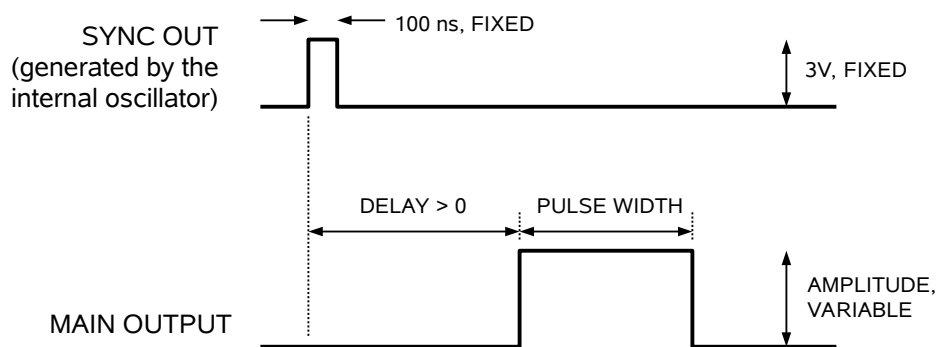 100 ns, FIXED
SYNC OUT
(generated by the
internal oscillator)
3V, FIXED
DELAY > 0
PULSE WIDTH
AMPLITUDE,
VARIABLE
MAIN OUTPUT